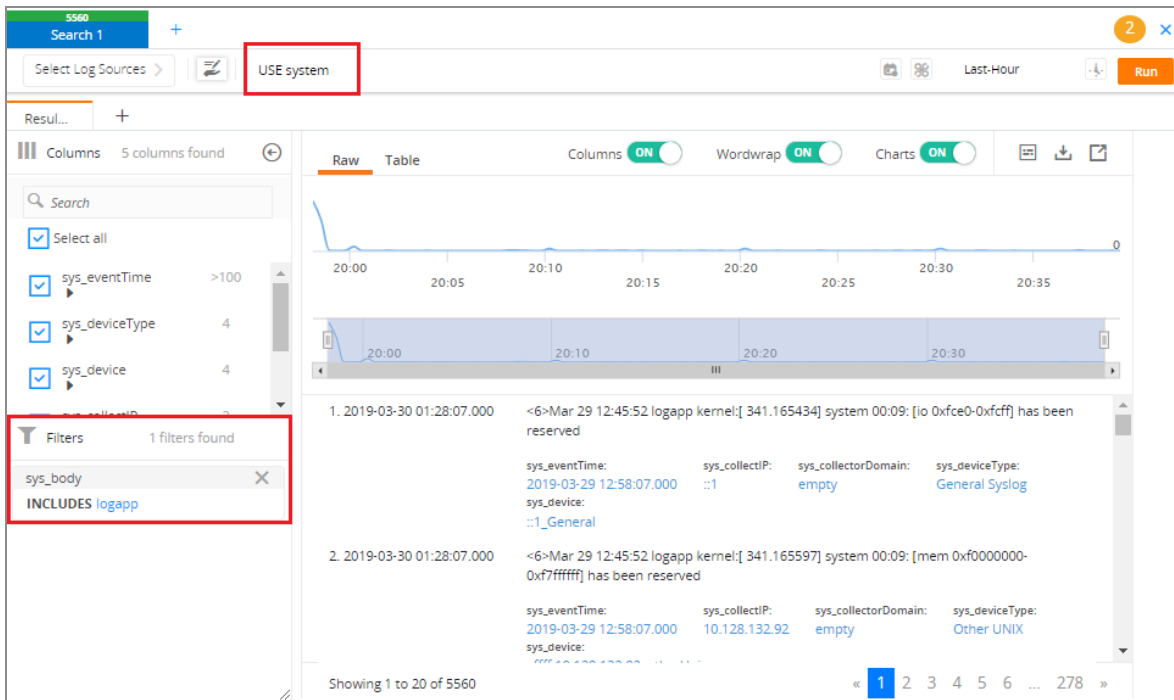 5560
Search 1 + 2 ×
Select Log Sources > USE system Last-Hour Run
Resul... +
Columns 5 columns found
Raw Table Columns ON Wordwrap ON Charts ON
Search
Select all
0
20:00 20:10 20:20 20:30
20:05 20:15 20:25 20:35
sys_eventTime >100
sys_deviceType 4
sys_device 4
20:00 20:10 20:20 20:30
Filters 1 filters found
sys_body
INCLUDES logapp
1. 2019-03-30 01:28:07.000 <6>Mar 29 12:45:52 logapp kernel:[ 341.165434] system 00:09: [io 0xfce0-0xfcff] has been
reserved
sys_eventTime: sys_collectIP: sys_collectorDomain: sys_deviceType:
2019-03-29 12:58:07.000 ::1 empty General Syslog
sys_device:
::1_General
2. 2019-03-30 01:28:07.000 <6>Mar 29 12:45:52 logapp kernel:[ 341.165597] system 00:09: [mem 0xf0000000-
0xf7ffffff] has been reserved
sys_eventTime: sys_collectIP: sys_collectorDomain: sys_deviceType:
2019-03-29 12:58:07.000 10.128.132.92 empty Other UNIX
sys_device:
Showing 1 to 20 of 5560 « 1 2 3 4 5 6 ... 278 »